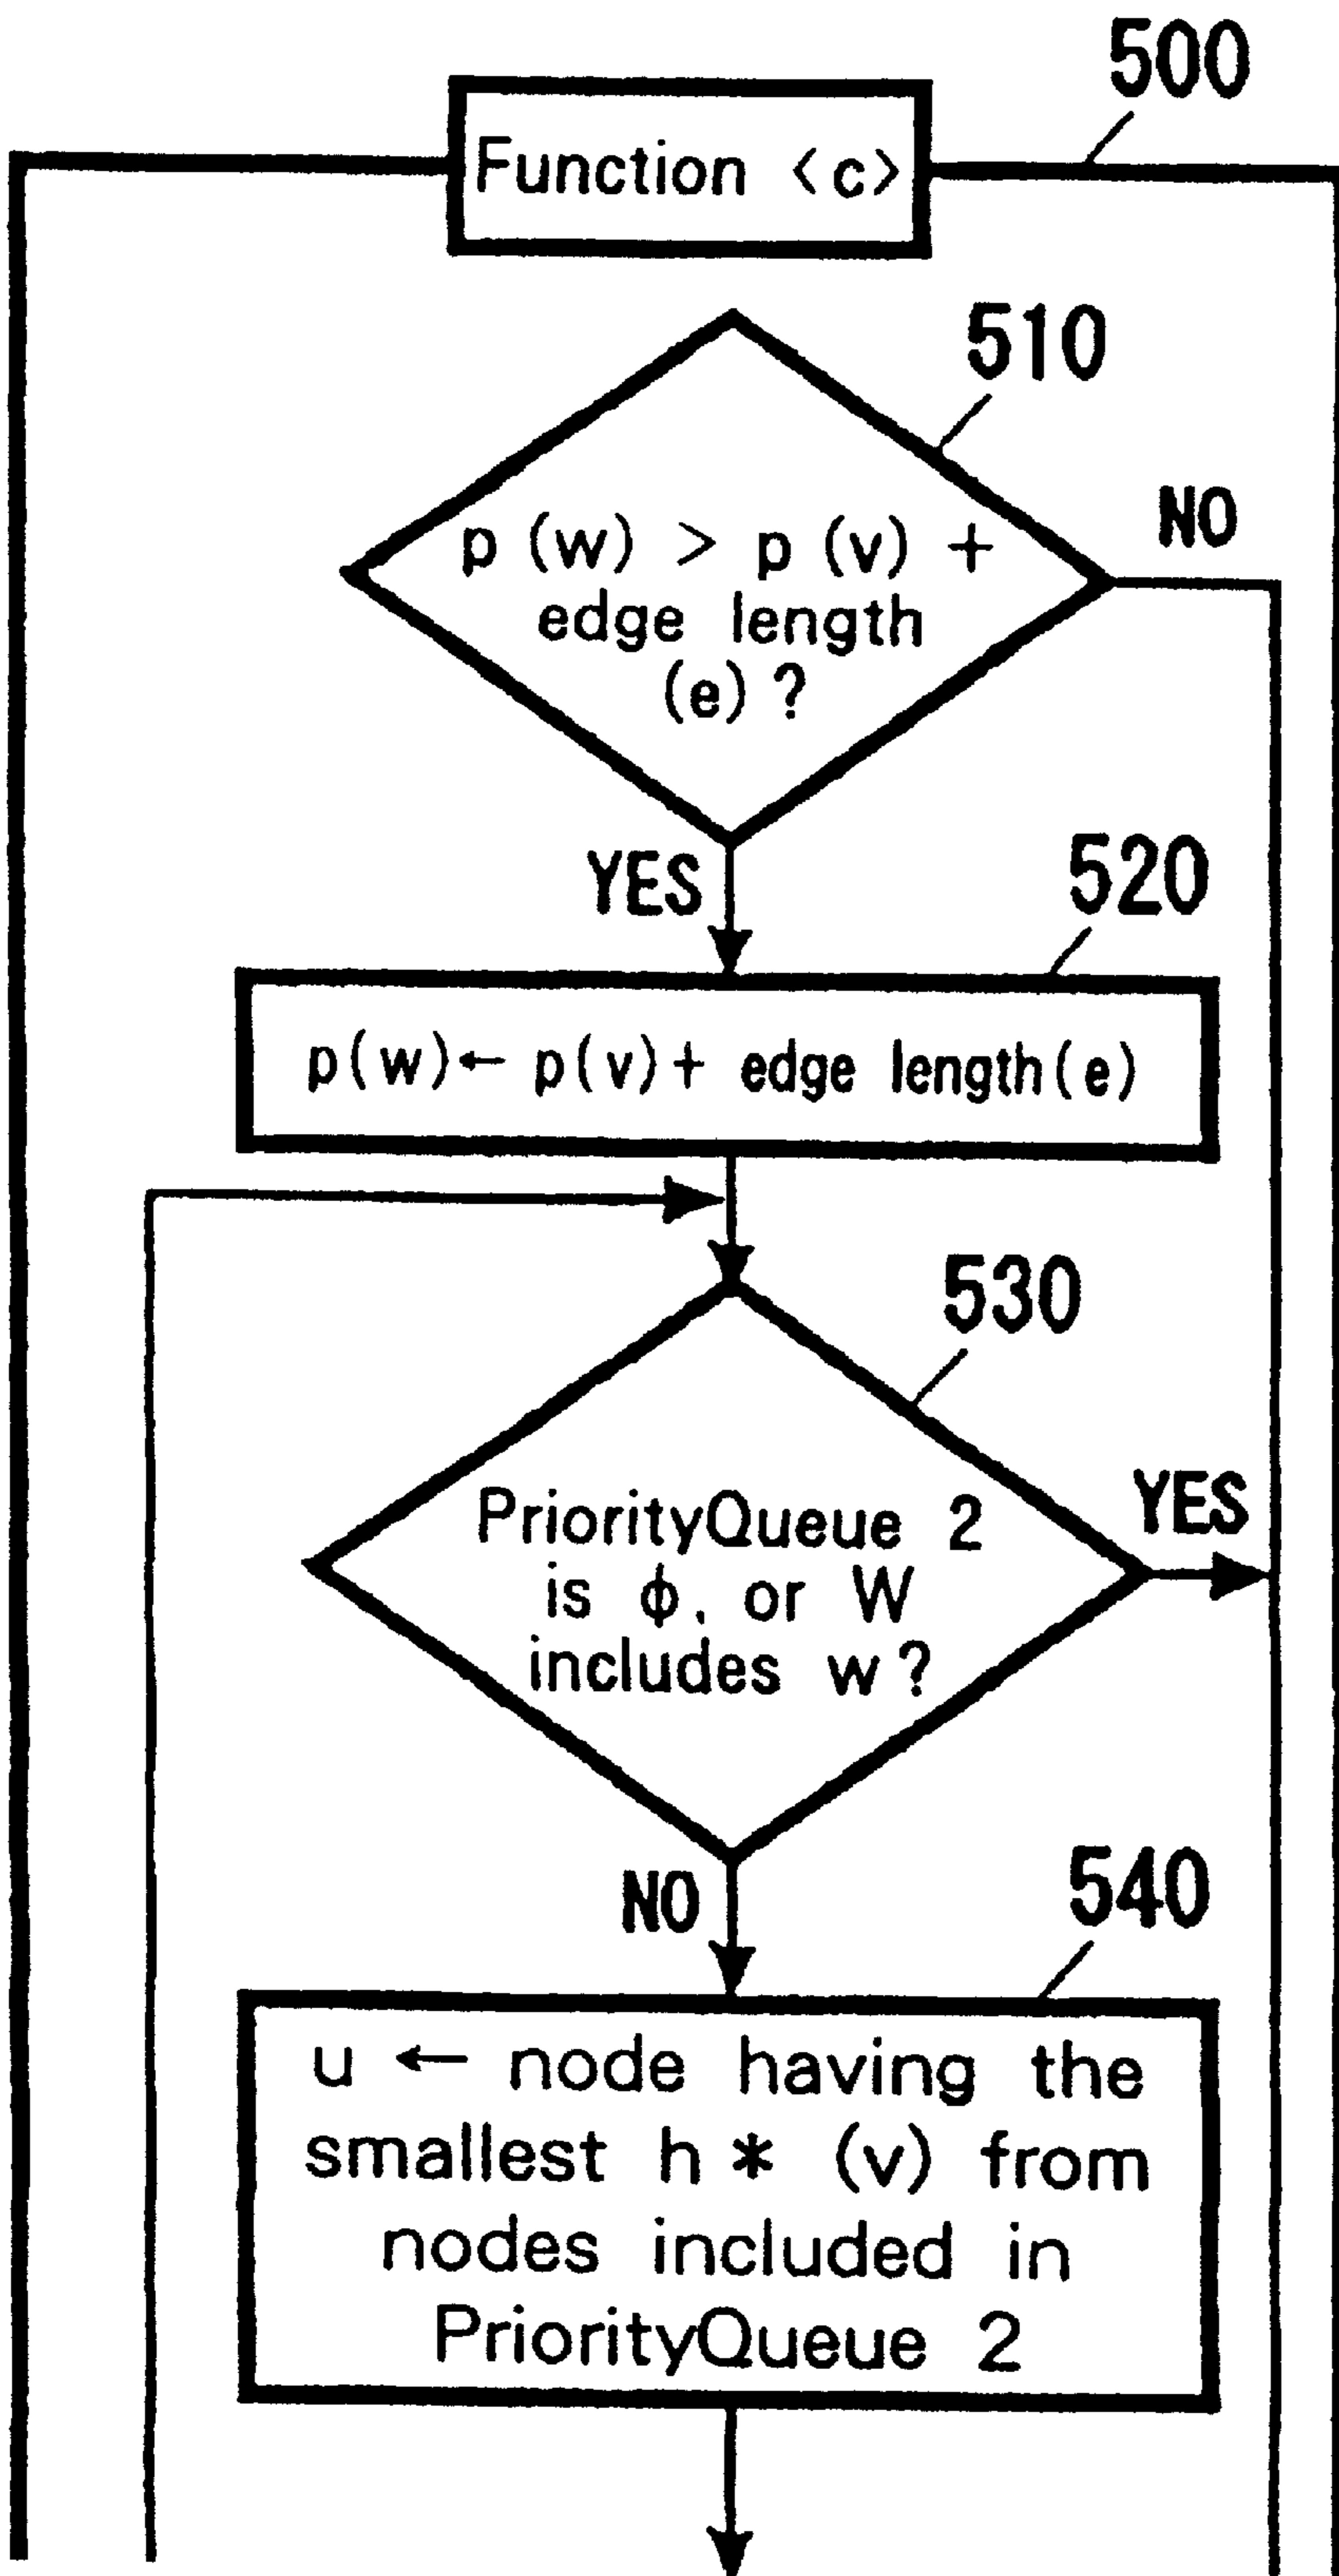 500
Function <c>
510
p (w) > p (v) +
edge length
(e) ?
NO
YES
520
p(w) ← p(v) + edge length(e)
530
PriorityQueue 2
is ϕ, or W
includes w ?
YES
NO
540
u ← node having the
smallest h * (v) from
nodes included in
PriorityQueue 2